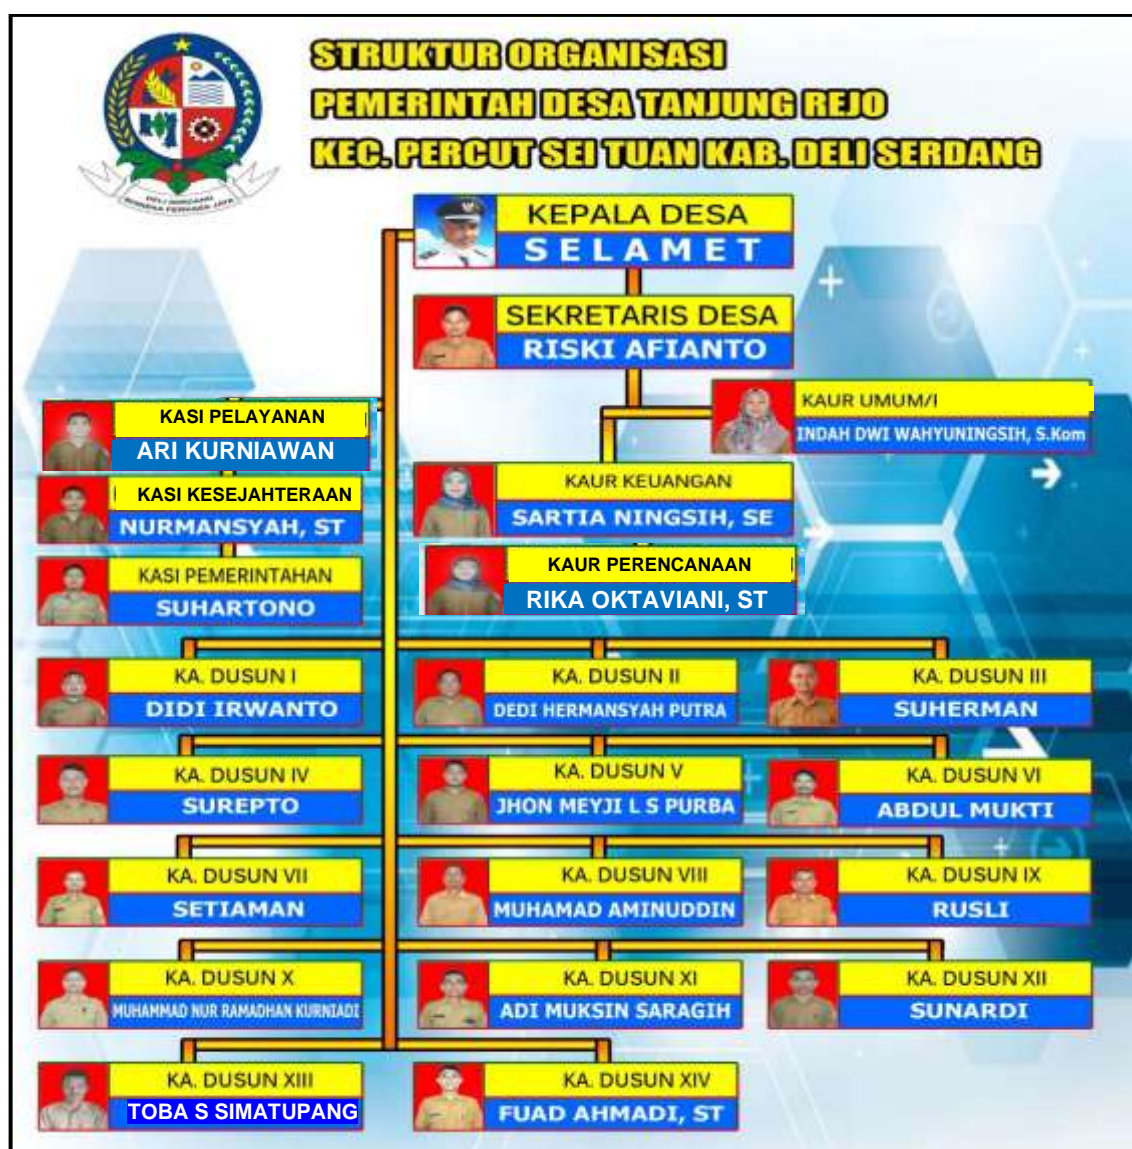 STRUKTUR ORGANISASI
PEMERINTAH DESA TANJUNG REJO
KEC. PERCUT SEI TUAN KAB. DELI SERDANG
DELI SERDANG
BHINNEKA PERKASA JAYA
KEPALA DESA
SELAMET
SEKRETARIS DESA
RISKI AFIANTO
KAUR UMUM/I
INDAH DWI WAHYUNINGSIH, S.Kom
KASI PELAYANAN
ARI KURNIAWAN
KAUR KEUANGAN
SARTIA NINGSIH, SE
KASI KESEJAHTERAAN
NURMANSYAH, ST
KAUR PERENCANAAN
RIKA OKTAVIANI, ST
KASI PEMERINTAHAN
SUHARTONO
KA. DUSUN I
DIDI IRWANTO
KA. DUSUN II
DEDI HERMANSYAH PUTRA
KA. DUSUN III
SUHERMAN
KA. DUSUN IV
SUREPTO
KA. DUSUN V
JHON MEYJI L S PURBA
KA. DUSUN VI
ABDUL MUKTI
KA. DUSUN VII
SETIAMAN
KA. DUSUN VIII
MUHAMAD AMINUDDIN
KA. DUSUN IX
RUSLI
KA. DUSUN X
MUHAMMAD NUR RAMADHAN KURNIADI
KA. DUSUN XI
ADI MUKSIN SARAGIH
KA. DUSUN XII
SUNARDI
KA. DUSUN XIII
TOBA S SIMATUPANG
KA. DUSUN XIV
FUAD AHMADI, ST